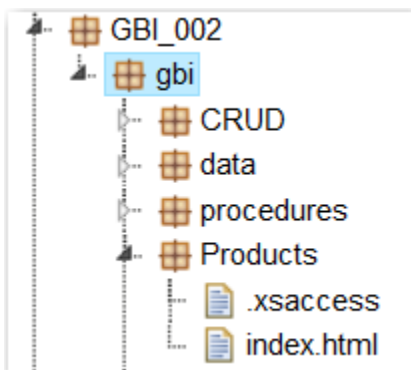 GBI_002
gbi
CRUD
data
procedures
Products
.xsaccess
index.html